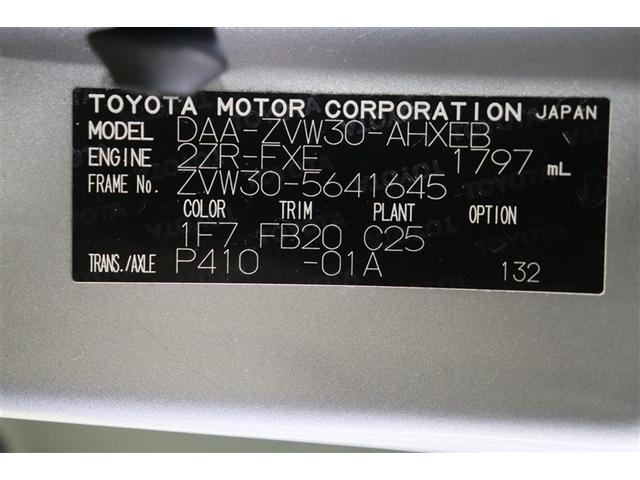 TOYOTA MOTOR CORPORATION JAPAN
MODEL DAA-ZVW30-AHXEB
ENGINE 2ZR-FXE 1797 mL
FRAME No. ZVW30-5641645
COLOR TRIM PLANT OPTION
1F7 FB20 C25
TRANS./AXLE P410 -01A 132